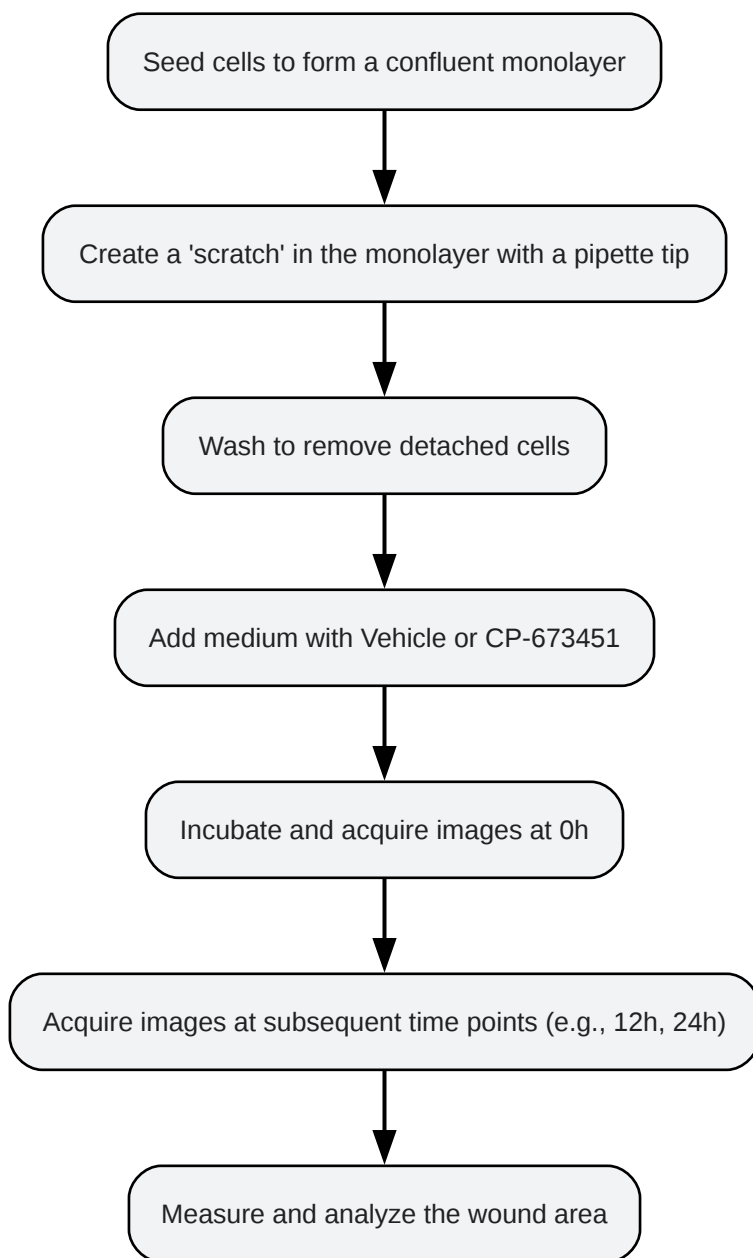 Seed cells to form a confluent monolayer
Create a 'scratch' in the monolayer with a pipette tip
Wash to remove detached cells
Add medium with Vehicle or CP-673451
Incubate and acquire images at 0h
Acquire images at subsequent time points (e.g., 12h, 24h)
Measure and analyze the wound area